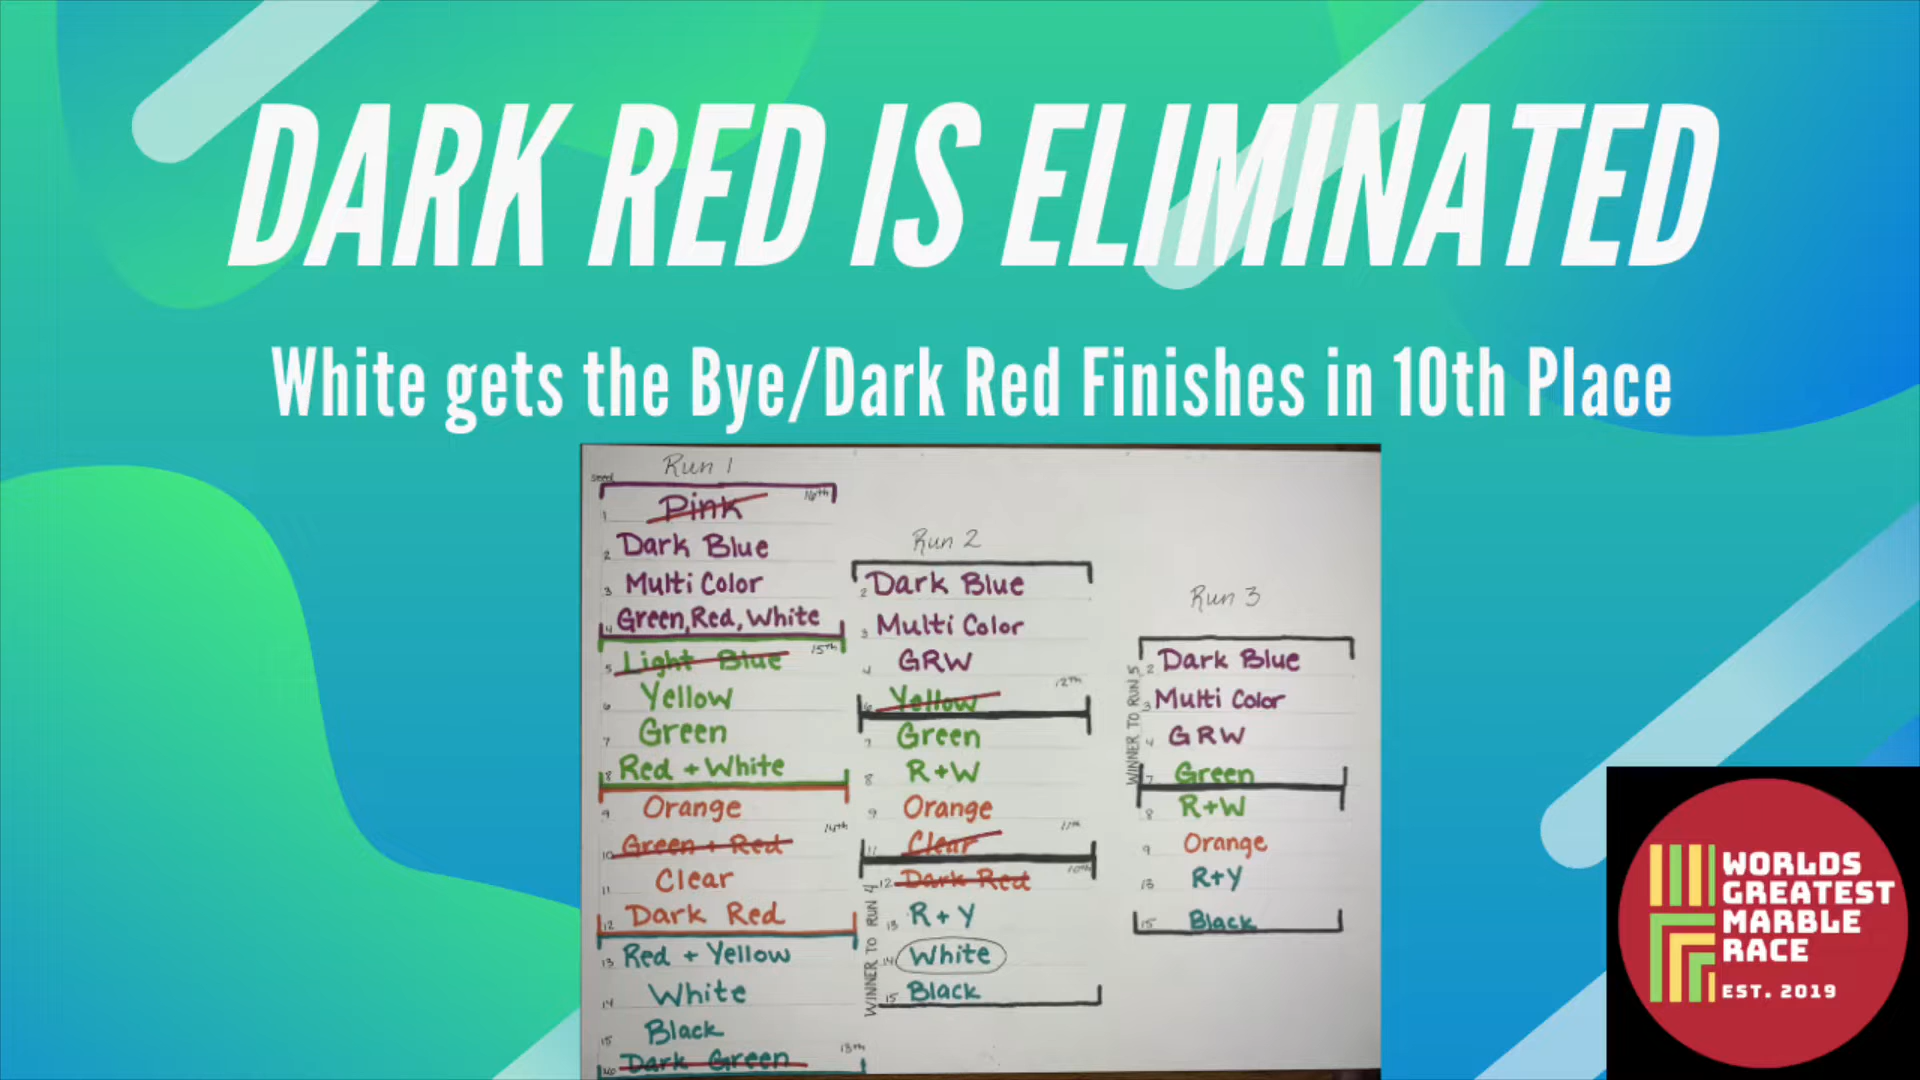 DARK RED IS ELIMINATED
White gets the Bye/Dark Red Finishes in 10th Place
Run 1
seed
16th
1 Pink
2 Dark Blue
3 Multi Color
4 Green, Red, White
15th
5 Light Blue
6 Yellow
7 Green
8 Red + White
9 Orange
14th
10 Green + Red
11 Clear
12 Dark Red
13 Red + Yellow
14 White
15 Black
13th
16 Dark Green
Run 2
2 Dark Blue
3 Multi Color
4 GRW
12th
6 Yellow
7 Green
8 R+W
9 Orange
11th
11 Clear
10th
12 Dark Red
13 R + Y
14 White
15 Black
WINNER TO RUN 4
Run 3
2 Dark Blue
3 Multi Color
4 GRW
7 Green
8 R+W
9 Orange
13 R+Y
15 Black
WINNER TO RUN 5
WORLDS
GREATEST
MARBLE
RACE
EST. 2019